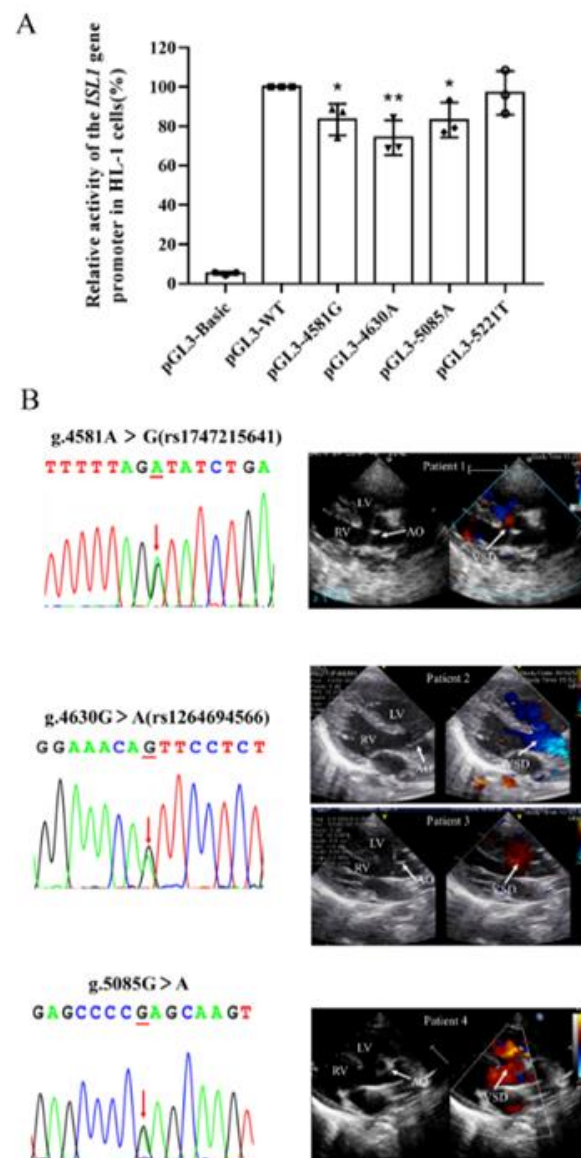 A
Relative activity of the ISL1 gene
promoter in HL-1 cells(%)
120
100
80
60
40
20
0
*
**
*
pGL3-Basic
pGL3-WT
pGL3-4581G
pGL3-4630A
pGL3-5085A
pGL3-5221T
B
g.4581A > G(rs1747215641)
TTTTTAGATATCTGA
Patient 1
LV
RV
AO
VSD
g.4630G > A(rs1264694566)
GGAAACAGTTCCTCT
Patient 2
LV
RV
AO
VSD
Patient 3
LV
RV
AO
VSD
g.5085G > A
GAGCCCCGAGCAAGT
Patient 4
LV
RV
AO
VSD